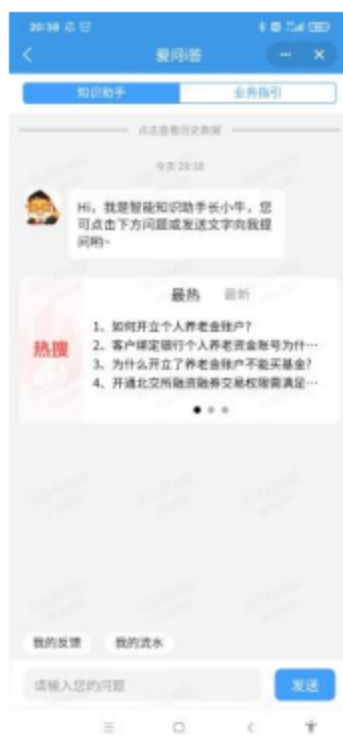 20:38
爱问i答
知识助手
业务指引
点击查看历史数据
今天 20:38
Hi，我是智能知识助手长小牛，您
可点击下方问题或发送文字向我提
问哟~
最热
最新
热搜
1、如何开立个人养老金账户?
2、客户绑定银行个人养老资金账号为什…
3、为什么开立了养老金账户不能买基金?
4、开通北交所融资融券交易权限需满足…
我的反馈
我的流水
请输入您的问题
发送